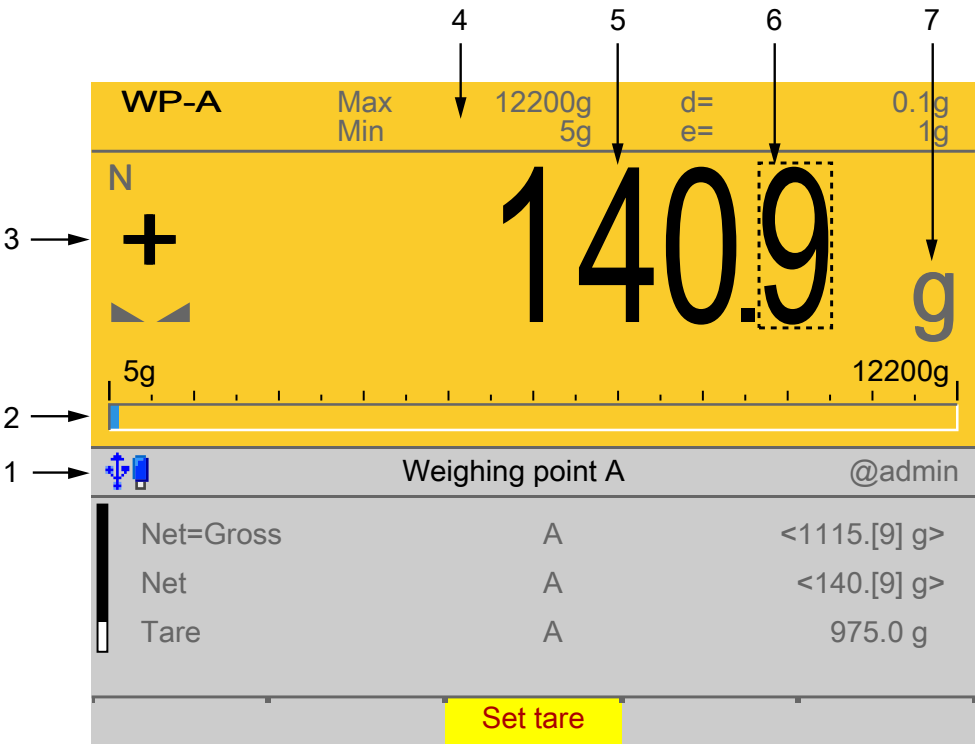 4 5 6 7
WP-A Max 12200g d= 0.1g
Min 5g e= 1g
N
3 + 140.9 g
5g 12200g
2
1 Weighing point A @admin
Net=Gross A <1115.[9] g>
Net A <140.[9] g>
Tare A 975.0 g
Set tare